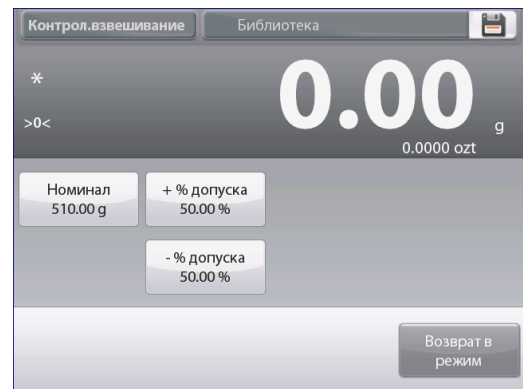 Контрол.взвешивание Библиотека
*
0.00 g
>0<
0.0000 ozt
Номинал
510.00 g
+ % допуска
50.00 %
- % допуска
50.00 %
Возврат в
режим